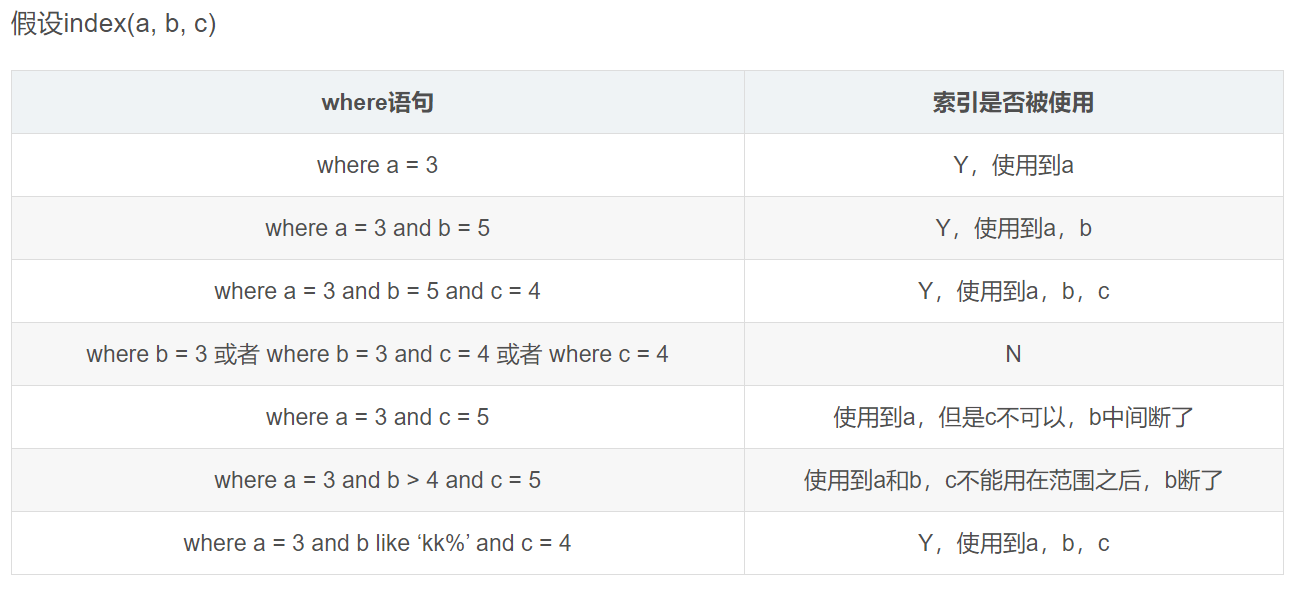 假设index(a, b, c)
where语句 索引是否被使用
where a = 3 Y，使用到a
where a = 3 and b = 5 Y，使用到a，b
where a = 3 and b = 5 and c = 4 Y，使用到a，b，c
where b = 3 或者 where b = 3 and c = 4 或者 where c = 4 N
where a = 3 and c = 5 使用到a，但是c不可以，b中间断了
where a = 3 and b > 4 and c = 5 使用到a和b，c不能用在范围之后，b断了
where a = 3 and b like ‘kk%’ and c = 4 Y，使用到a，b，c